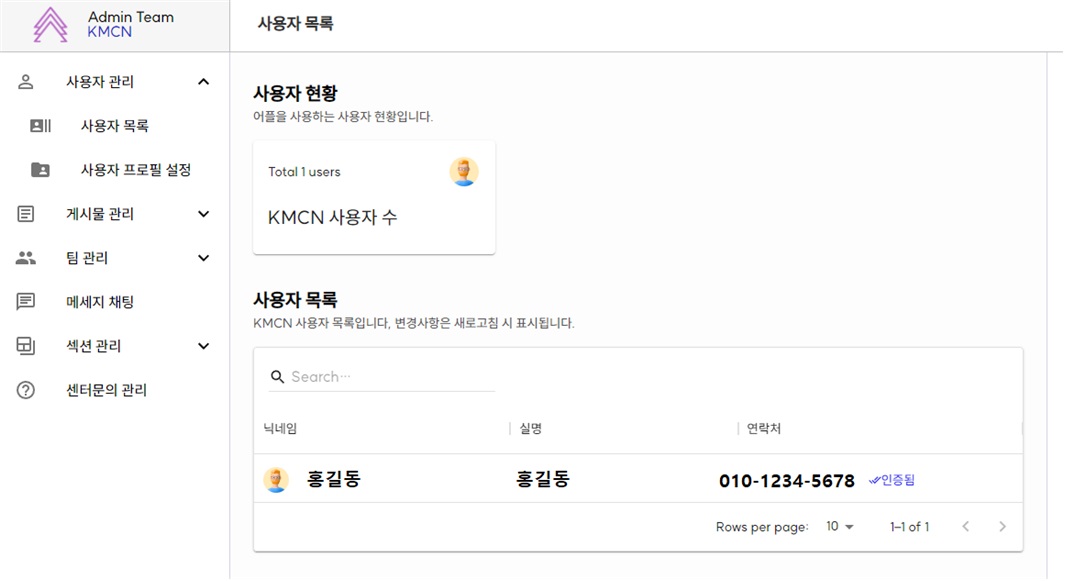 Admin Team
KMCN
사용자 목록
사용자 관리
사용자 목록
사용자 프로필 설정
게시물 관리
팀 관리
메세지 채팅
섹션 관리
센터문의 관리
사용자 현황
어플을 사용하는 사용자 현황입니다.
Total 1 users
KMCN 사용자 수
사용자 목록
KMCN 사용자 목록입니다, 변경사항은 새로고침 시 표시됩니다.
Search…
닉네임 실명 연락처
홍길동 홍길동 010-1234-5678 인증됨
Rows per page: 10 1–1 of 1